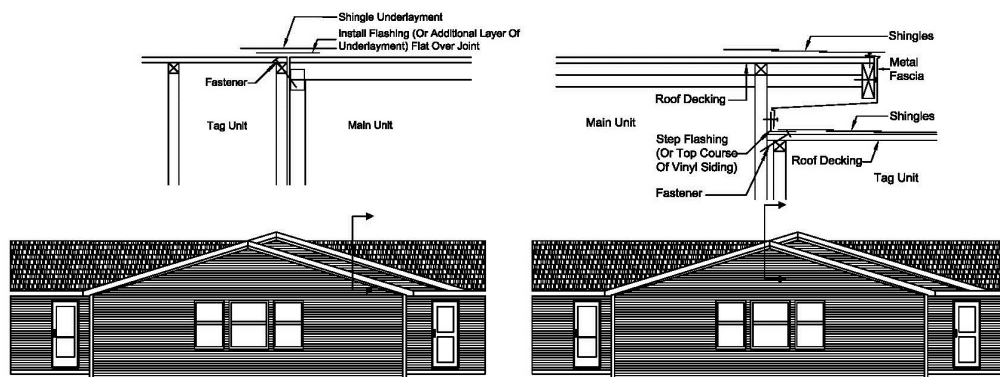 Shingle Underlayment
Install Flashing (Or Additional Layer Of
Underlayment) Flat Over Joint
Fastener
Tag Unit
Main Unit
Shingles
Metal
Fascia
Roof Decking
Main Unit
Shingles
Step Flashing
(Or Top Course
Of Vinyl Siding)
Roof Decking
Fastener
Tag Unit